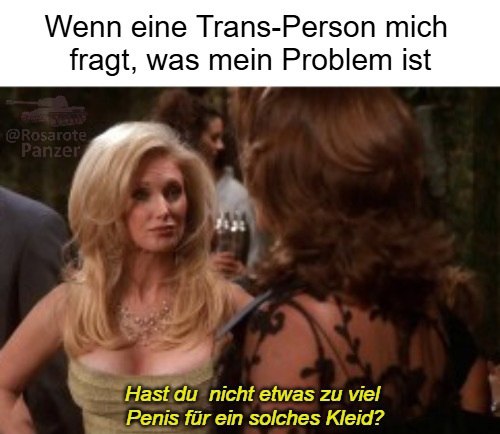 Wenn eine Trans-Person mich
fragt, was mein Problem ist
@Rosarote
Panzer
Hast du  nicht etwas zu viel
Penis für ein solches Kleid?